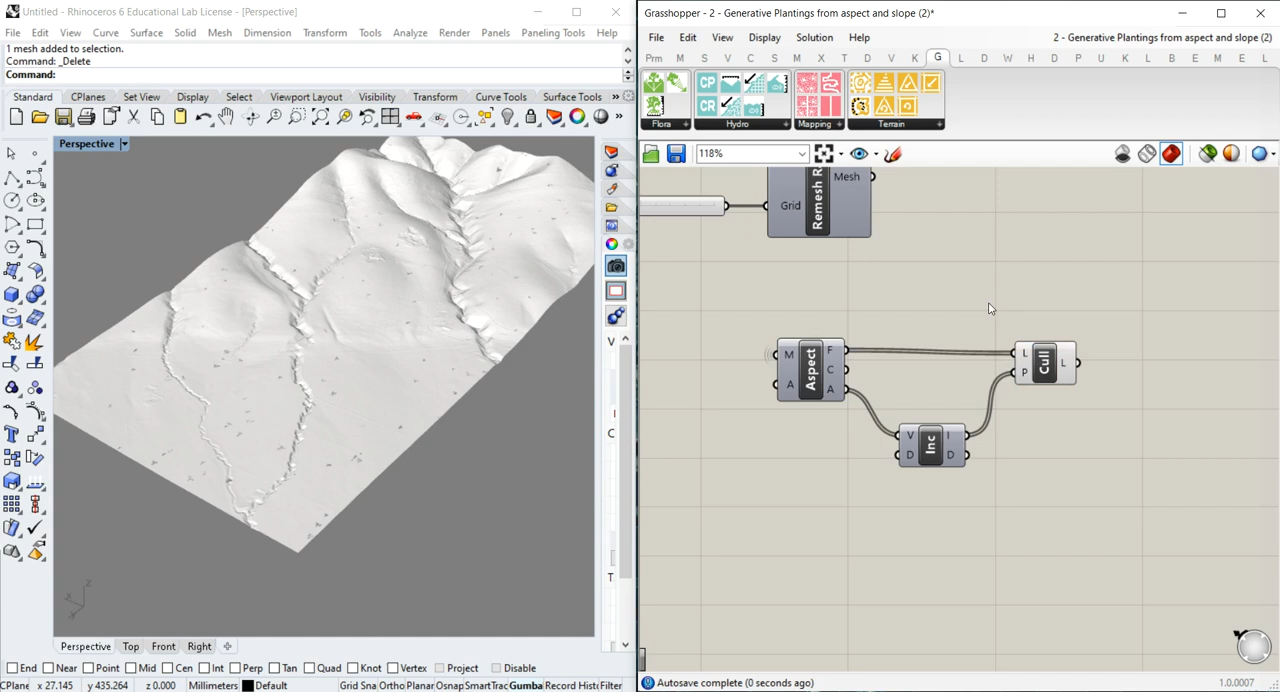 Untitled - Rhinoceros 6 Educational Lab License - [Perspective]
File Edit View Curve Surface Solid Mesh Dimension Transform Tools Analyze Render Panels Paneling Tools Help
1 mesh added to selection.
Command: _Delete
Command:
Standard CPlanes Set View Display Select Viewport Layout Visibility Transform Curve Tools Surface Tools »
»
Perspective
V
I
C
T
z
x
y
Perspective Top Front Right
End Near Point Mid Cen Int Perp Tan Quad Knot Vertex Project Disable
CPlane x 27.145 y 435.264 z 0.000 Millimeters Default Grid Sna Ortho Planar Osnap SmartTrac Gumba Record Histo Filter
Grasshopper - 2 - Generative Plantings from aspect and slope (2)*
File Edit View Display Solution Help 2 - Generative Plantings from aspect and slope (2)
Prm M S V C S M X T D V K G L D W H D P U K L B E M E L
CP
CR
Flora Hydro Mapping Terrain
118%
Mesh
Grid
Remesh R
M
A
Aspect
F
C
A
V
D
Inc
I
D
L
P
Cull
L
Autosave complete (0 seconds ago) 1.0.0007